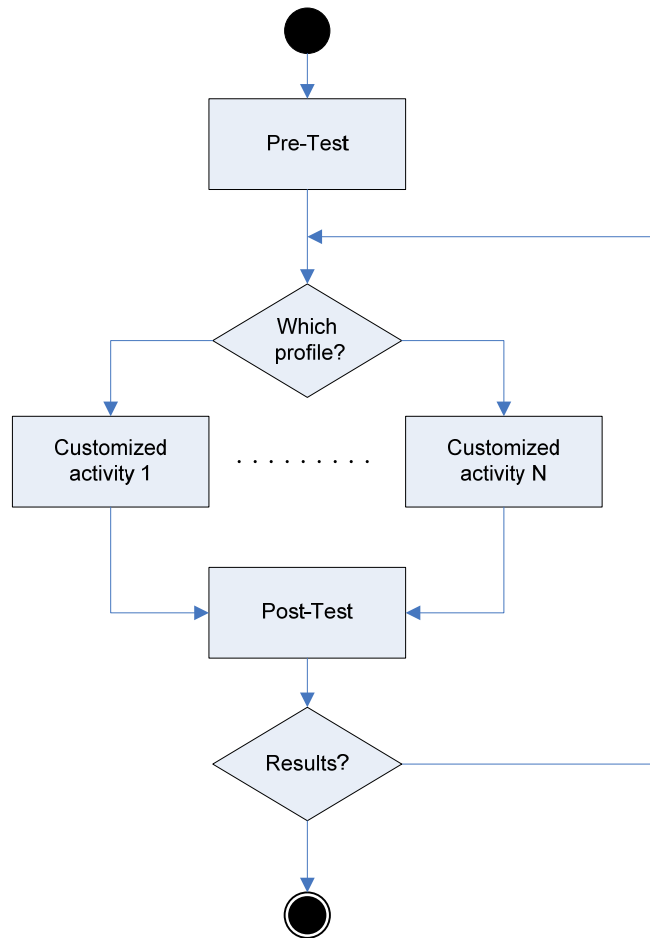 Pre-Test
Which
profile?
Customized
activity 1
. . . . . . . . .
Customized
activity N
Post-Test
Results?